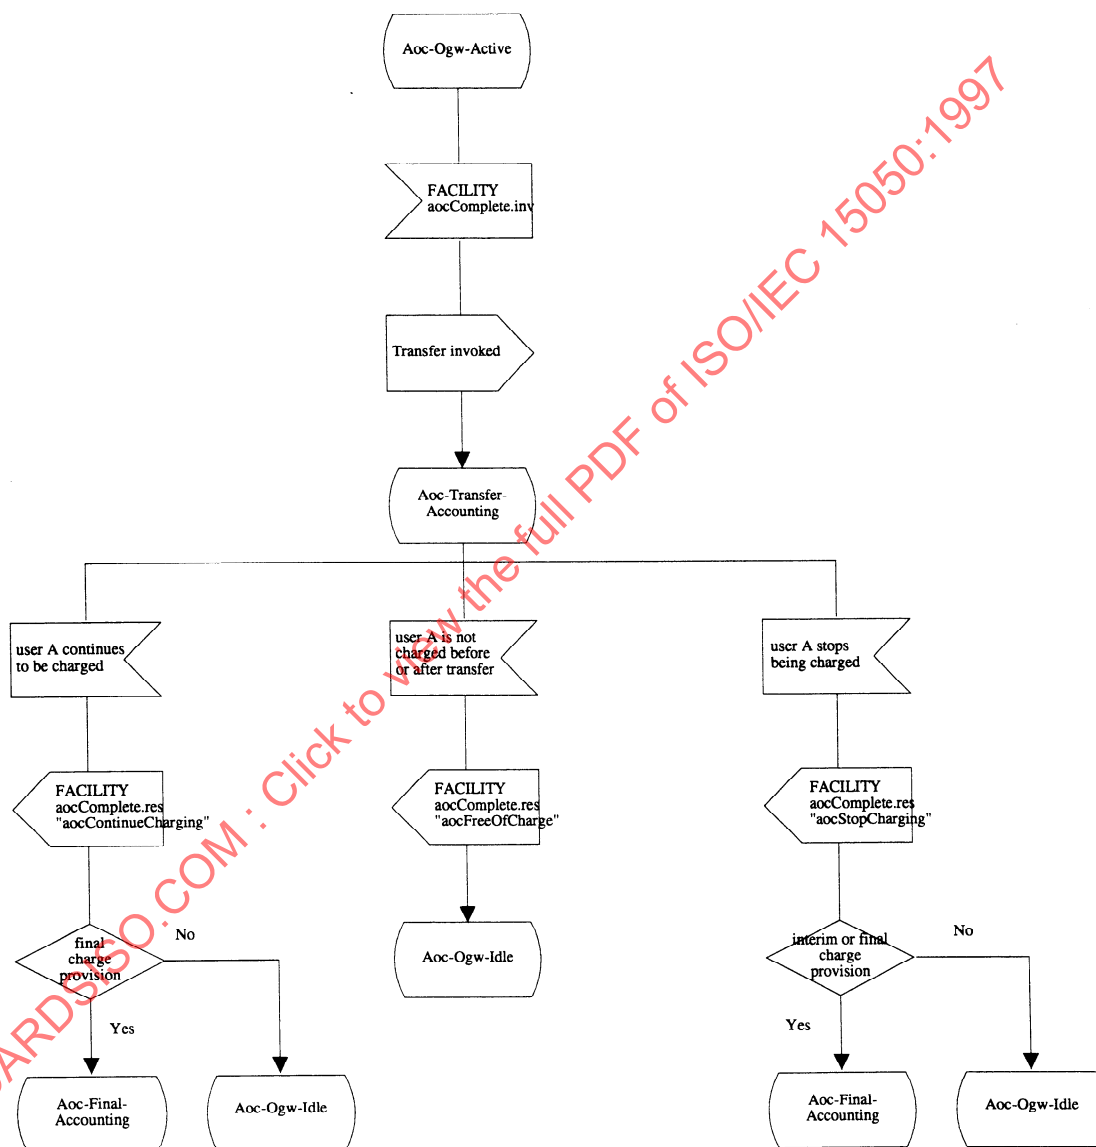 Aoc-Ogw-Active
FACILITY
aocComplete.inv
Transfer invoked
Aoc-Transfer-
Accounting
user A continues
to be charged
user A is not
charged before
or after transfer
user A stops
being charged
FACILITY
aocComplete.res
"aocContinueCharging"
FACILITY
aocComplete.res
"aocFreeOfCharge"
FACILITY
aocComplete.res
"aocStopCharging"
final
charge
provision
No
Yes
Aoc-Ogw-Idle
interim or final
charge
provision
No
Yes
Aoc-Final-
Accounting
Aoc-Ogw-Idle
Aoc-Final-
Accounting
Aoc-Ogw-Idle
ARDSISO.COM : Click to view the full PDF of ISO/IEC 15050:1997